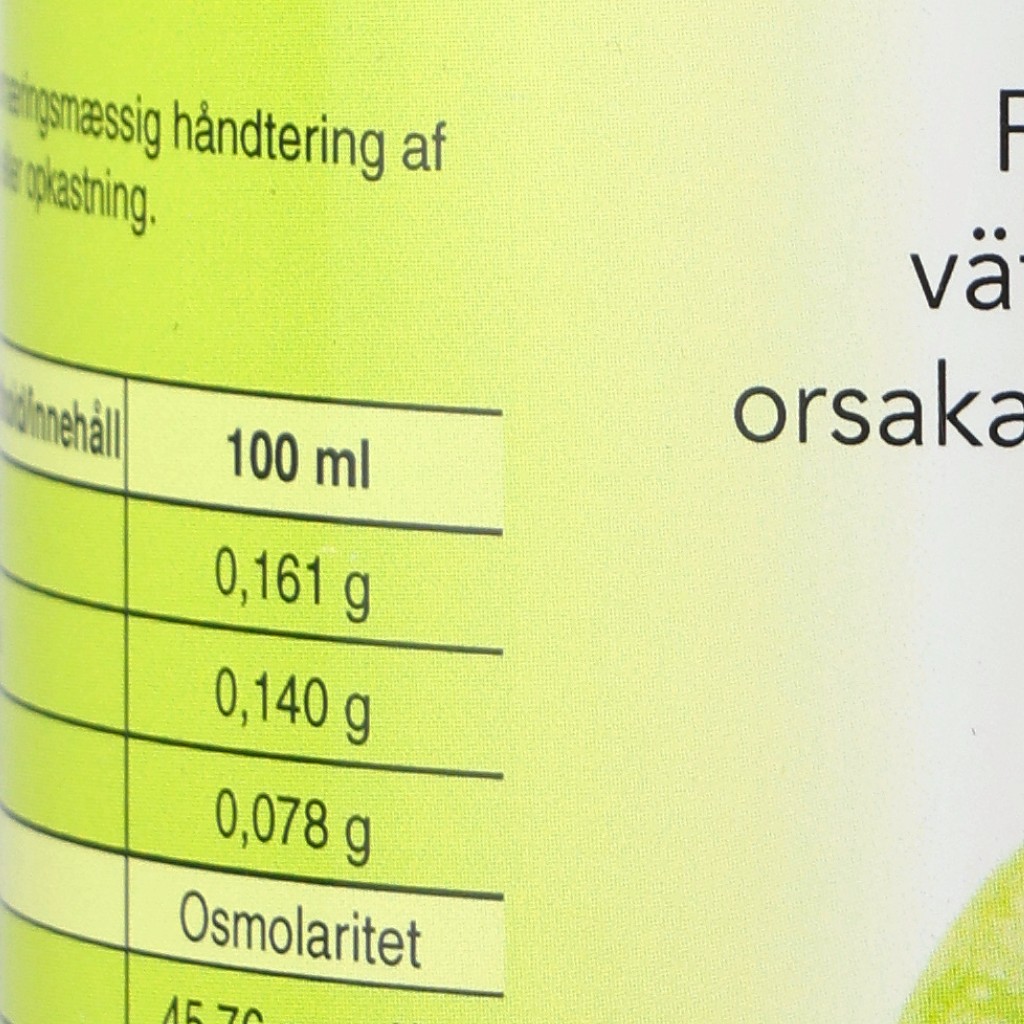 håndtering af
opkastning.
100 ml
0,161 g
0,140 g
0,078 g
Osmolaritet
orsaka